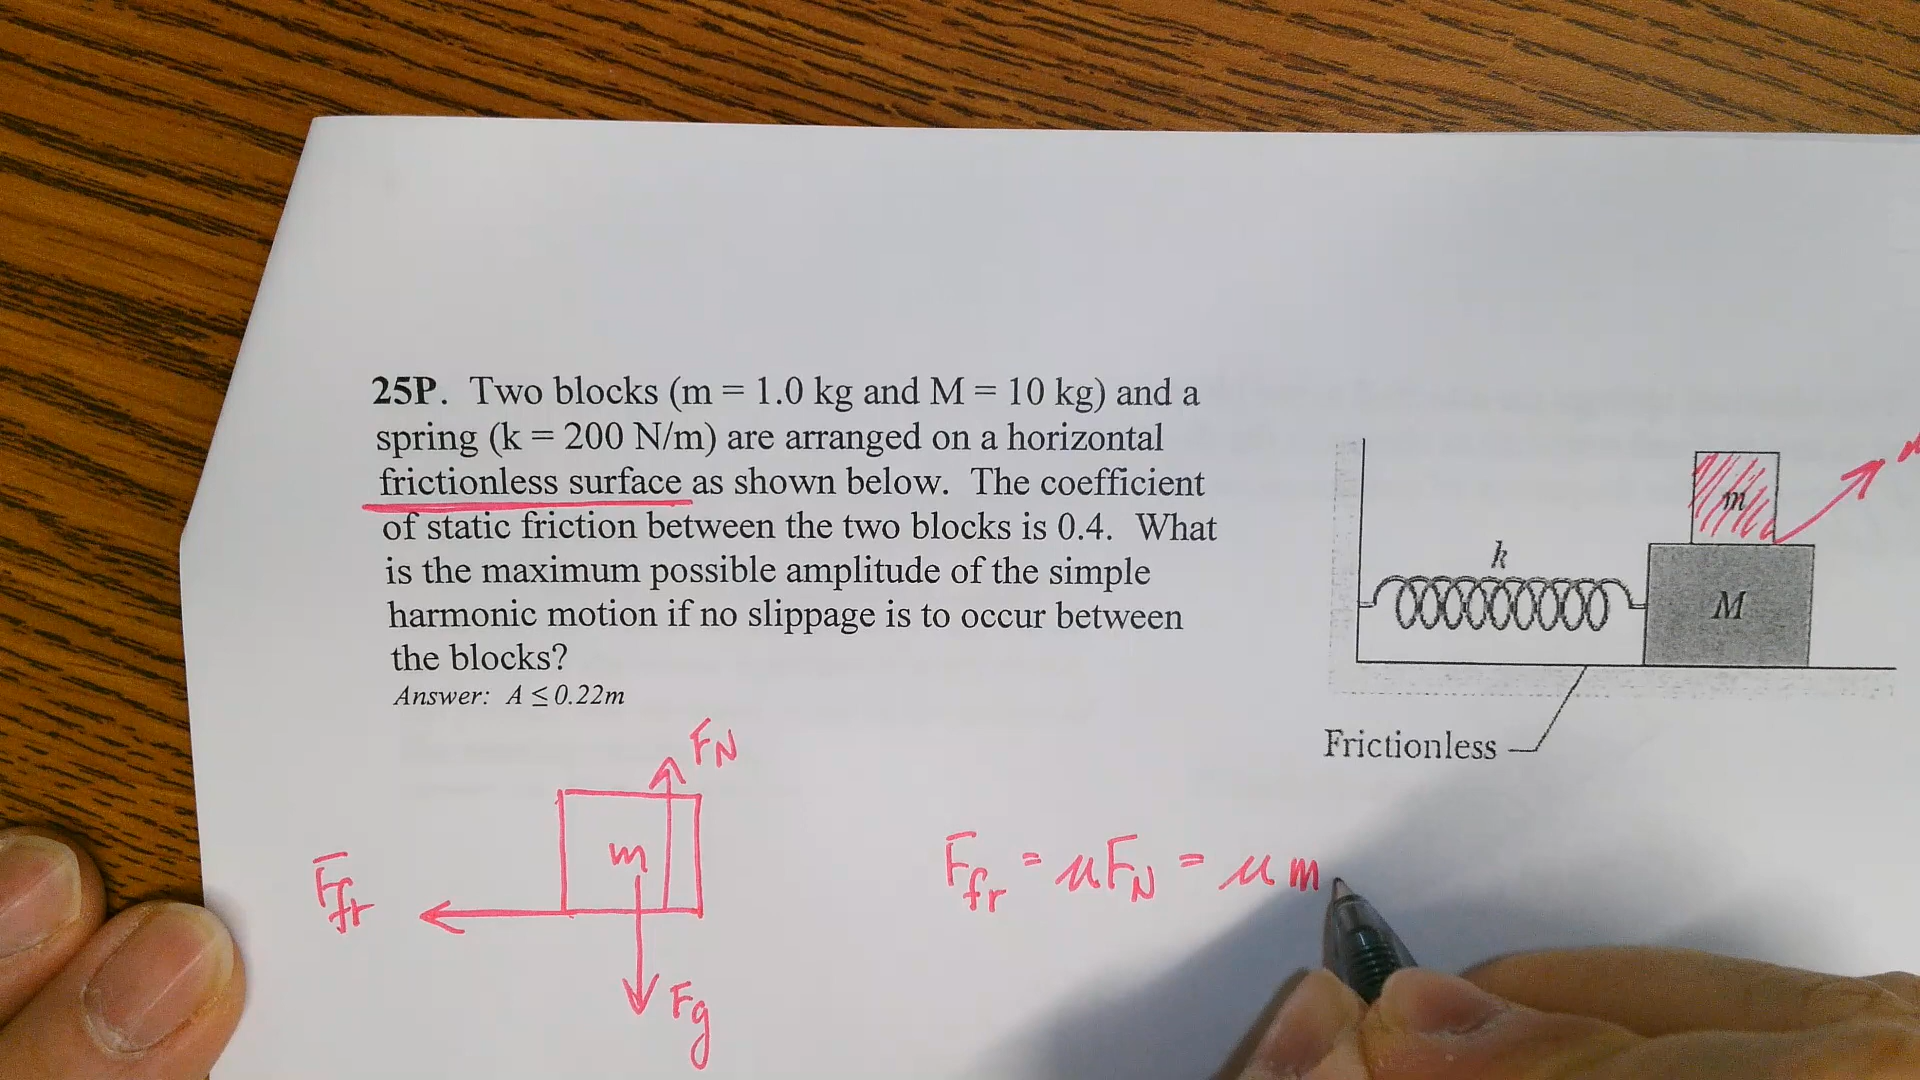 25P. Two blocks (m = 1.0 kg and M = 10 kg) and a
spring (k = 200 N/m) are arranged on a horizontal
frictionless surface as shown below. The coefficient
of static friction between the two blocks is 0.4. What
is the maximum possible amplitude of the simple
harmonic motion if no slippage is to occur between
the blocks?
Answer: A ≤ 0.22m
m
k
M
Frictionless
FN
m
Ffr
Fg
Ffr = μFN = μm